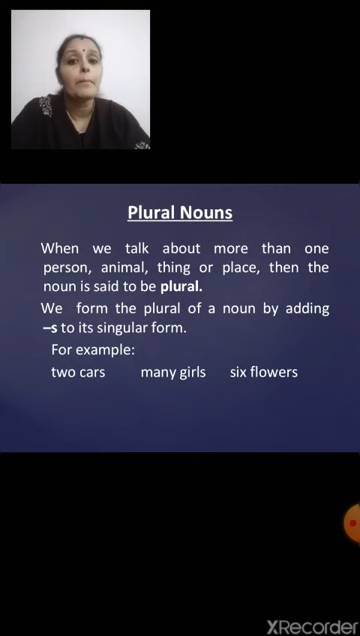 Plural Nouns
When we talk about more than one
person, animal, thing or place, then the
noun is said to be plural.
We form the plural of a noun by adding
–s to its singular form.
For example:
two cars many girls six flowers
XRecorder